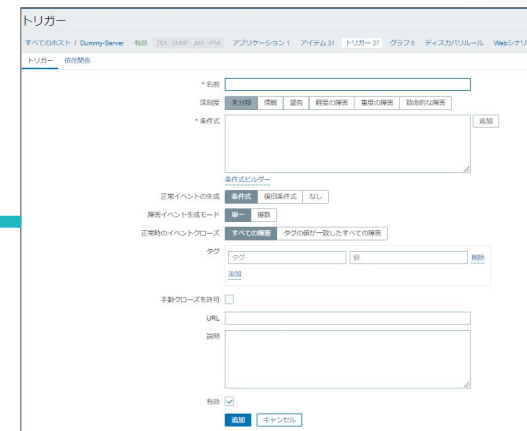 トリガー
すべてのホスト / Dummy-Server 有効 ZBX SNMP JMX IPMI アプリケーション 1 アイテム 31 トリガー 27 グラフ 5 ディスカバリルール Webシナリ
トリガー 依存関係
* 名前
深刻度 未分類 情報 警告 軽度の障害 重度の障害 致命的な障害
* 条件式 追加
条件式ビルダー
正常イベントの生成 条件式 復旧条件式 なし
障害イベント生成モード 単一 複数
正常時のイベントクローズ すべての障害 タグの値が一致したすべての障害
タグ タグ 値 削除
追加
手動クローズを許可
URL
説明
有効
追加 キャンセル